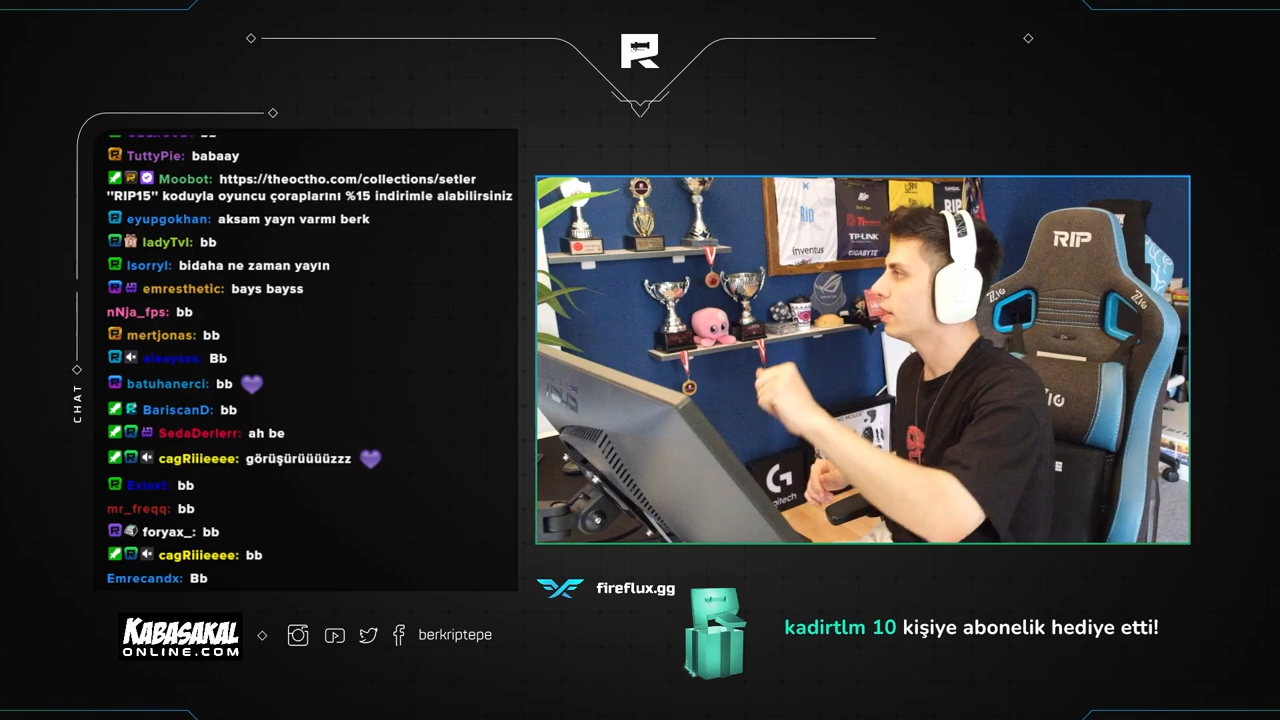 TuttyPie: babaay
Moobot: https://theoctho.com/collections/setler
"RIP15" koduyla oyuncu çoraplarını %15 indirimle alabilirsiniz
eyupgokhan: aksam yayn varmı berk
ladyTvl: bb
Isorryl: bidaha ne zaman yayın
emresthetic: bays bayss
nNja_fps: bb
mertjonas: bb
Bb
batuhanerci: bb
BariscanD: bb
SedaDerlerr: ah be
cagRiiieeee: görüşürüüüüzzz
bb
mr_freqq: bb
foryax_: bb
cagRiiieeee: bb
Emrecandx: Bb
CHAT
KABASAKAL
ONLINE.COM
berkriptepe
Rip
inventus
TP-LINK
GIGABYTE
RIP
G
fireflux.gg
kadirtlm 10 kişiye abonelik hediye etti!